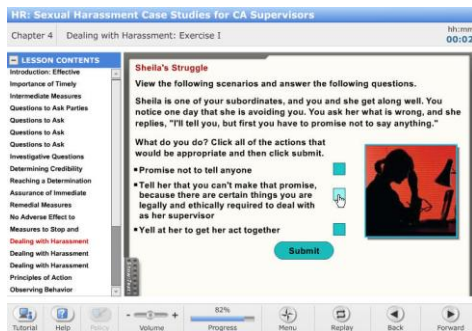 HR: Sexual Harassment Case Studies for CA Supervisors
Chapter 4 Dealing with Harassment: Exercise I
hh:mm
00:02
LESSON CONTENTS
Introduction: Effective
Importance of Timely
Intermediate Measures
Questions to Ask Parties
Questions to Ask
Questions to Ask
Questions to Ask
Investigative Questions
Determining Credibility
Reaching a Determination
Assurance of Immediate
Remedial Measures
No Adverse Effect to
Measures to Stop and
Dealing with Harassment
Dealing with Harassment
Dealing with Harassment
Principles of Action
Observing Behavior
Sheila's Struggle
View the following scenarios and answer the following questions.
Sheila is one of your subordinates, and you and she get along well. You
notice one day that she is avoiding you. You ask her what is wrong, and she
replies, "I'll tell you, but first you have to promise not to say anything."
What do you do? Click all of the actions that
would be appropriate and then click submit.
Promise not to tell anyone
Tell her that you can't make that promise,
because there are certain things you are
legally and ethically required to deal with
as her supervisor
Yell at her to get her act together
Submit
Tutorial
Help
Policy
- +
Volume
82%
Progress
Menu
Replay
Back
Forward